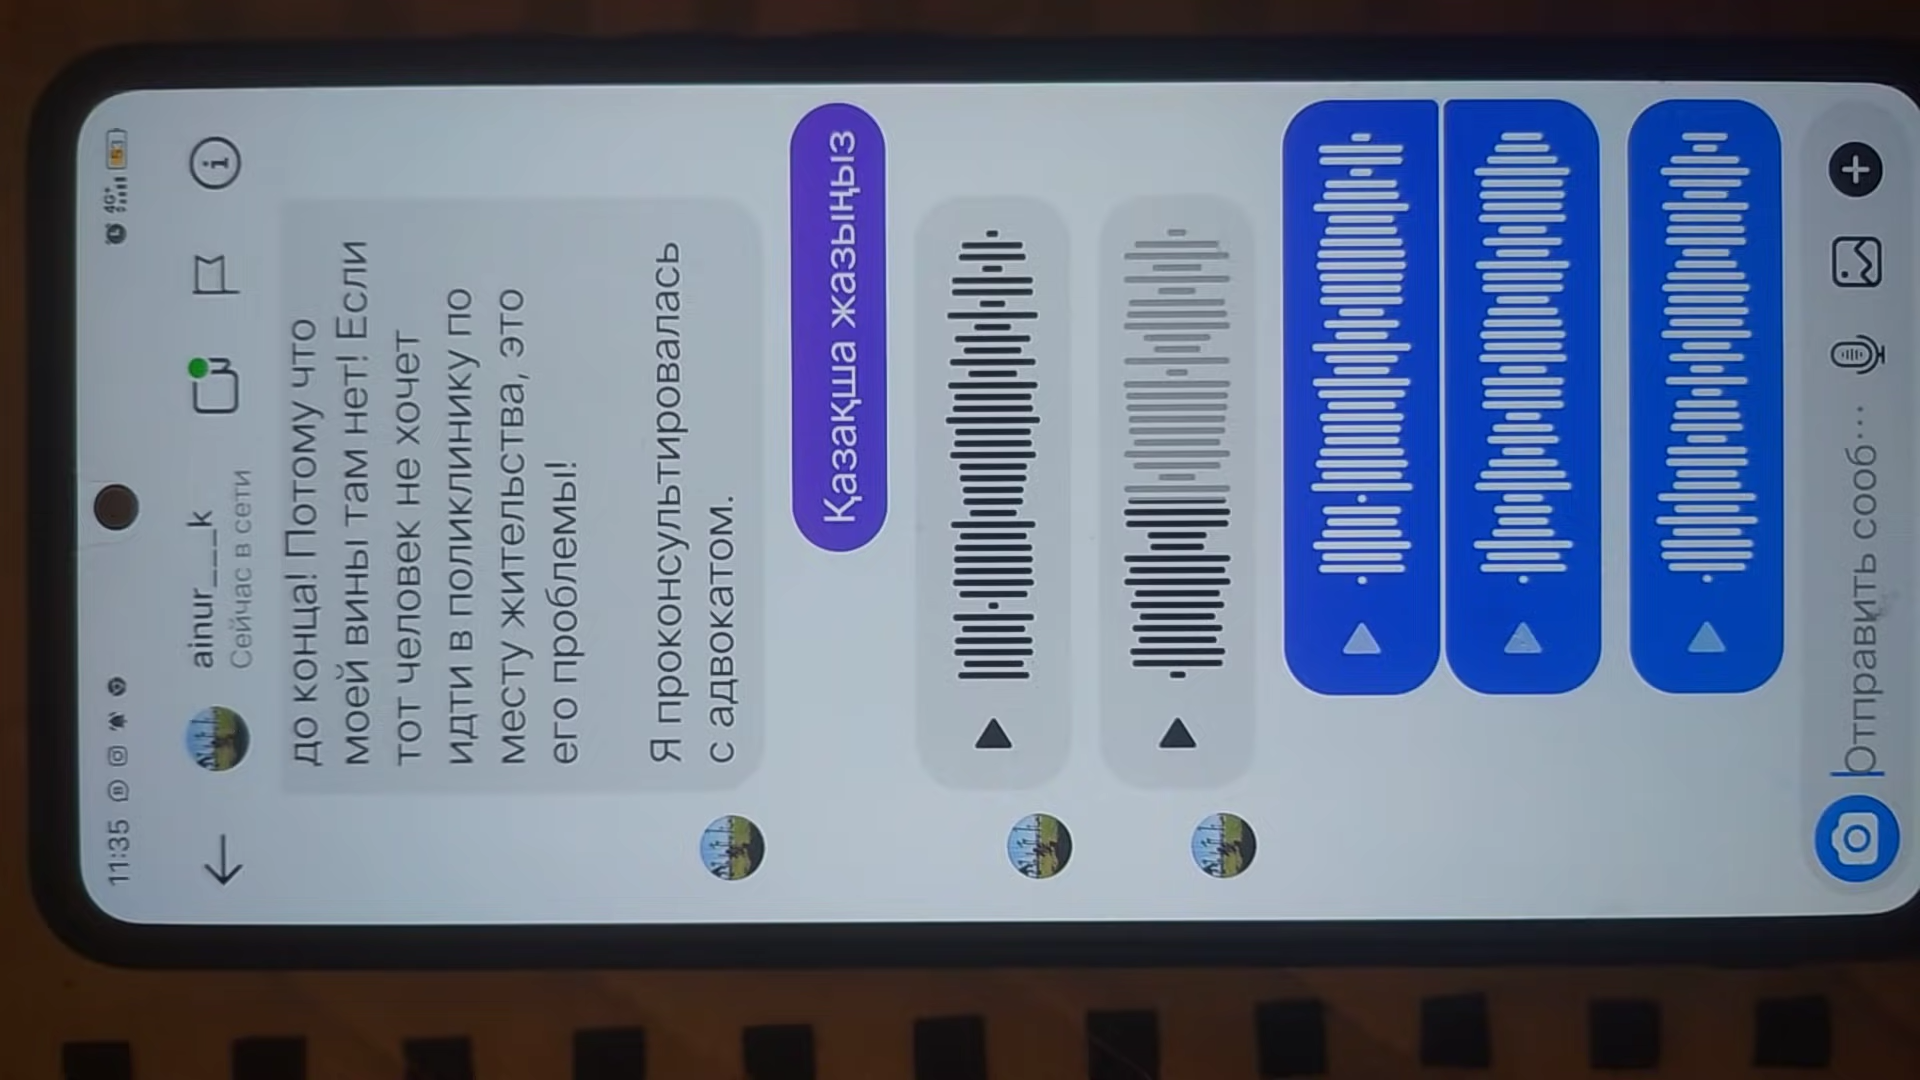 11:35
4G+
ainur___k
Сейчас в сети
до конца! Потому что
моей вины там нет! Если
тот человек не хочет
идти в поликлинику по
месту жительства, это
его проблемы!
Я проконсультировалась
с адвокатом.
Қазақша жазыңыз
Отправить сооб...